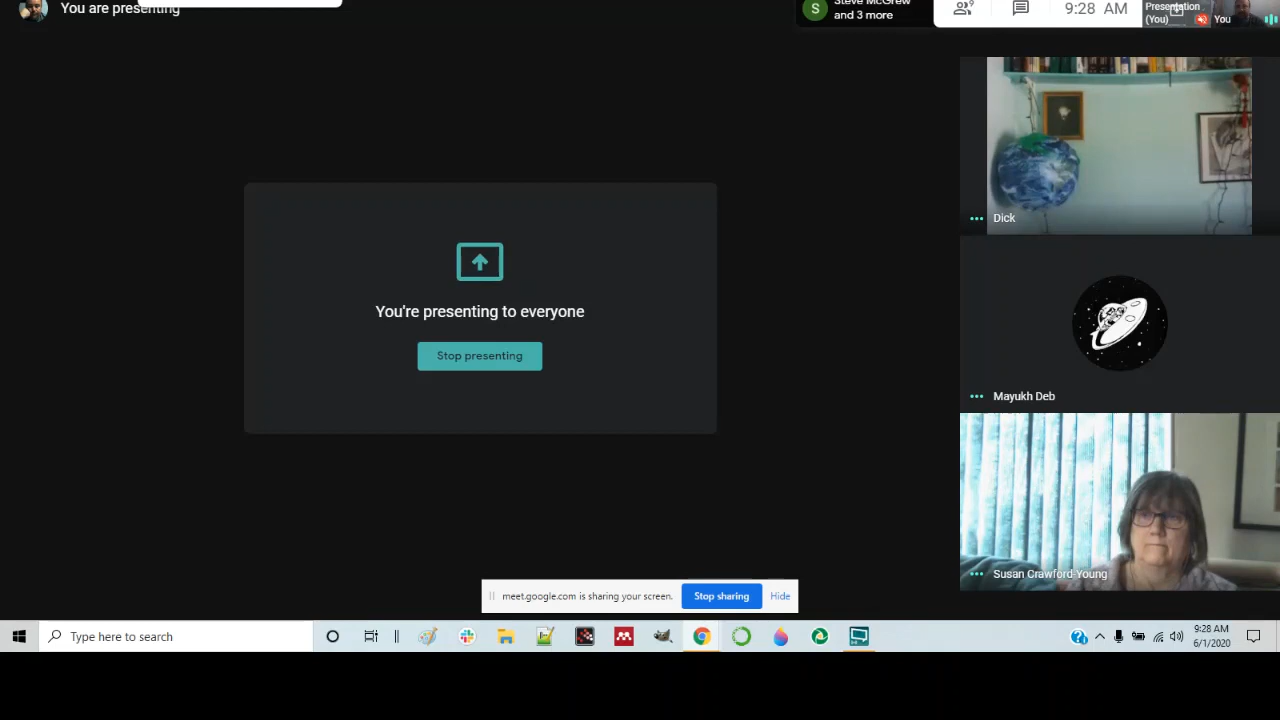 You are presenting
S
Steve McGrew
and 3 more
9
9:28 AM
Presentation
(You)
You
Dick
You're presenting to everyone
Stop presenting
Mayukh Deb
Susan Crawford-Young
meet.google.com is sharing your screen.
Stop sharing
Hide
Type here to search
9:28 AM
6/1/2020